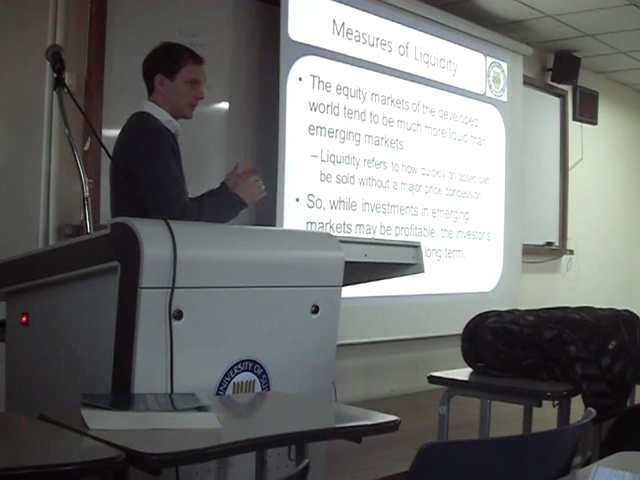 Measures of Liquidity
• The equity markets of the developed
world tend to be much more liquid than
emerging markets.
– Liquidity refers to how quickly an asset can
be sold without a major price concession.
• So, while investments in emerging
markets may be profitable, the investor's
long term.
UNIVERSITY OF